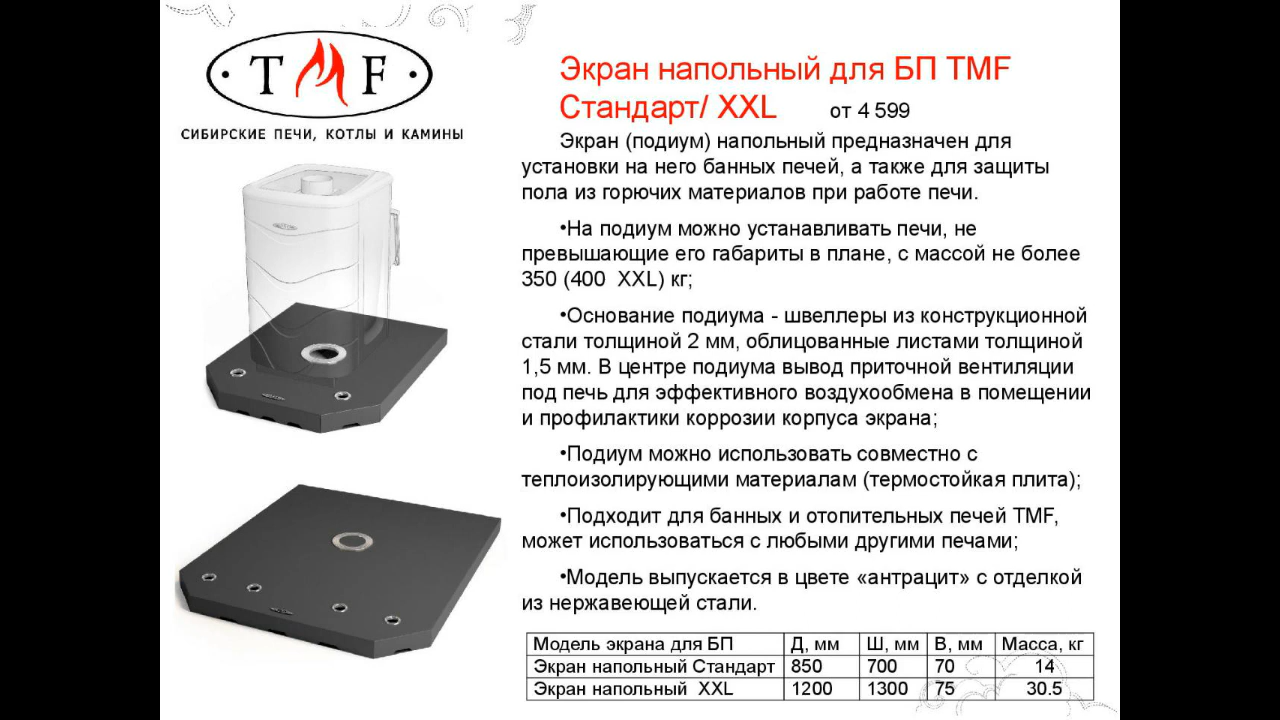 T M F
СИБИРСКИЕ ПЕЧИ, КОТЛЫ И КАМИНЫ
Экран напольный для БП TMF
Стандарт/ XXL от 4 599
Экран (подиум) напольный предназначен для
установки на него банных печей, а также для защиты
пола из горючих материалов при работе печи.
•На подиум можно устанавливать печи, не
превышающие его габариты в плане, с массой не более
350 (400 XXL) кг;
•Основание подиума - швеллеры из конструкционной
стали толщиной 2 мм, облицованные листами толщиной
1,5 мм. В центре подиума вывод приточной вентиляции
под печь для эффективного воздухообмена в помещении
и профилактики коррозии корпуса экрана;
•Подиум можно использовать совместно с
теплоизолирующими материалам (термостойкая плита);
•Подходит для банных и отопительных печей TMF,
может использоваться с любыми другими печами;
•Модель выпускается в цвете «антрацит» с отделкой
из нержавеющей стали.
Модель экрана для БП Д, мм Ш, мм В, мм Масса, кг
Экран напольный Стандарт 850 700 70 14
Экран напольный XXL 1200 1300 75 30.5